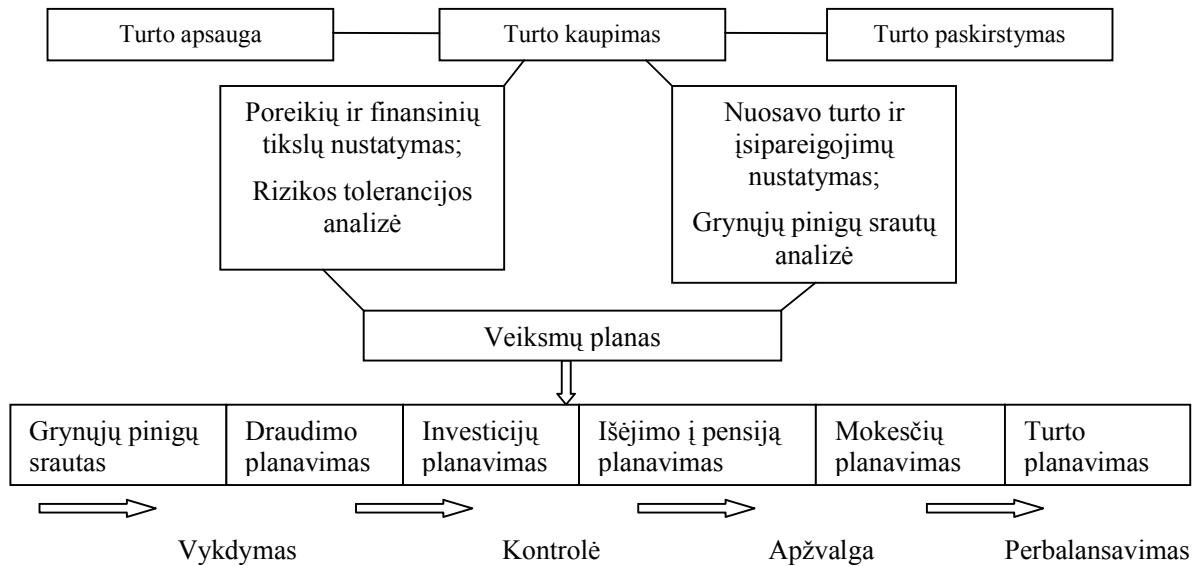 Turto apsauga
Turto kaupimas
Turto paskirstymas
Poreikių ir finansinių
tikslų nustatymas;
Rizikos tolerancijos
analizė
Nuosavo turto ir
įsipareigojimų
nustatymas;
Grynųjų pinigų srautų
analizė
Veiksmų planas
Grynųjų pinigų
srautas
Draudimo
planavimas
Investicijų
planavimas
Išėjimo į pensiją
planavimas
Mokesčių
planavimas
Turto
planavimas
Vykdymas
Kontrolė
Apžvalga
Perbalansavimas